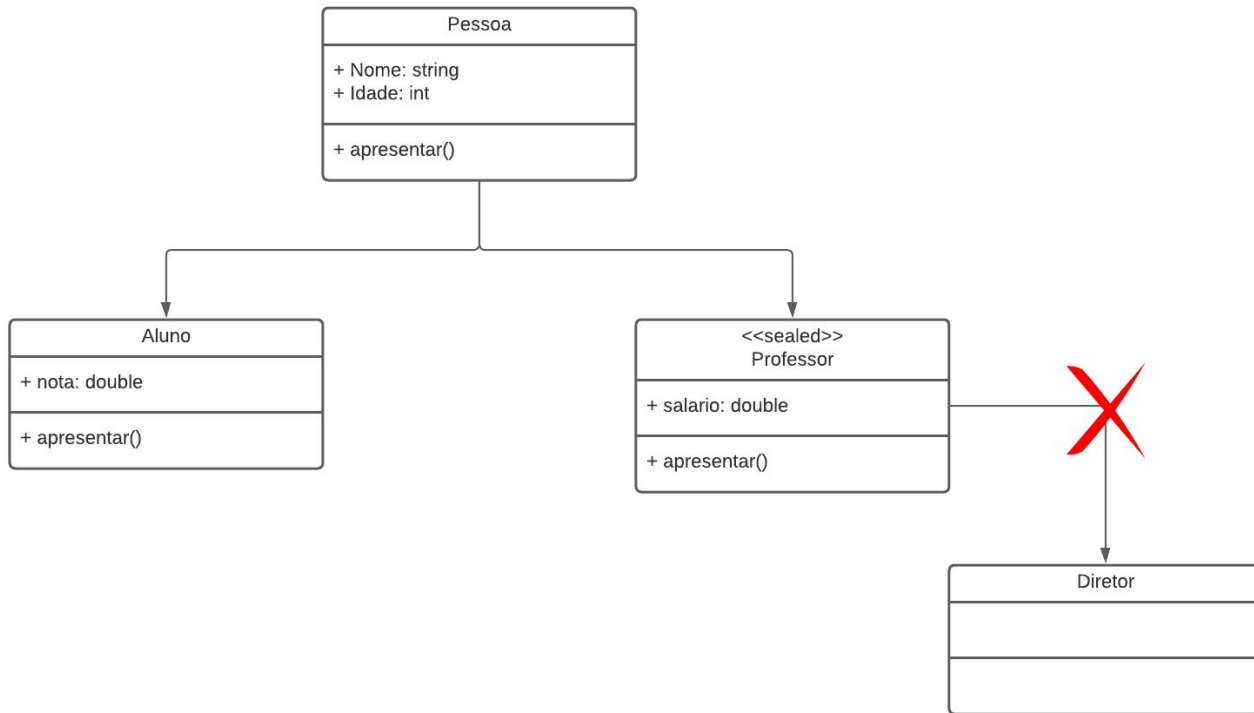 Pessoa
+ Nome: string
+ Idade: int
+ apresentar()
Aluno
+ nota: double
+ apresentar()
<<sealed>>
Professor
+ salario: double
+ apresentar()
Diretor